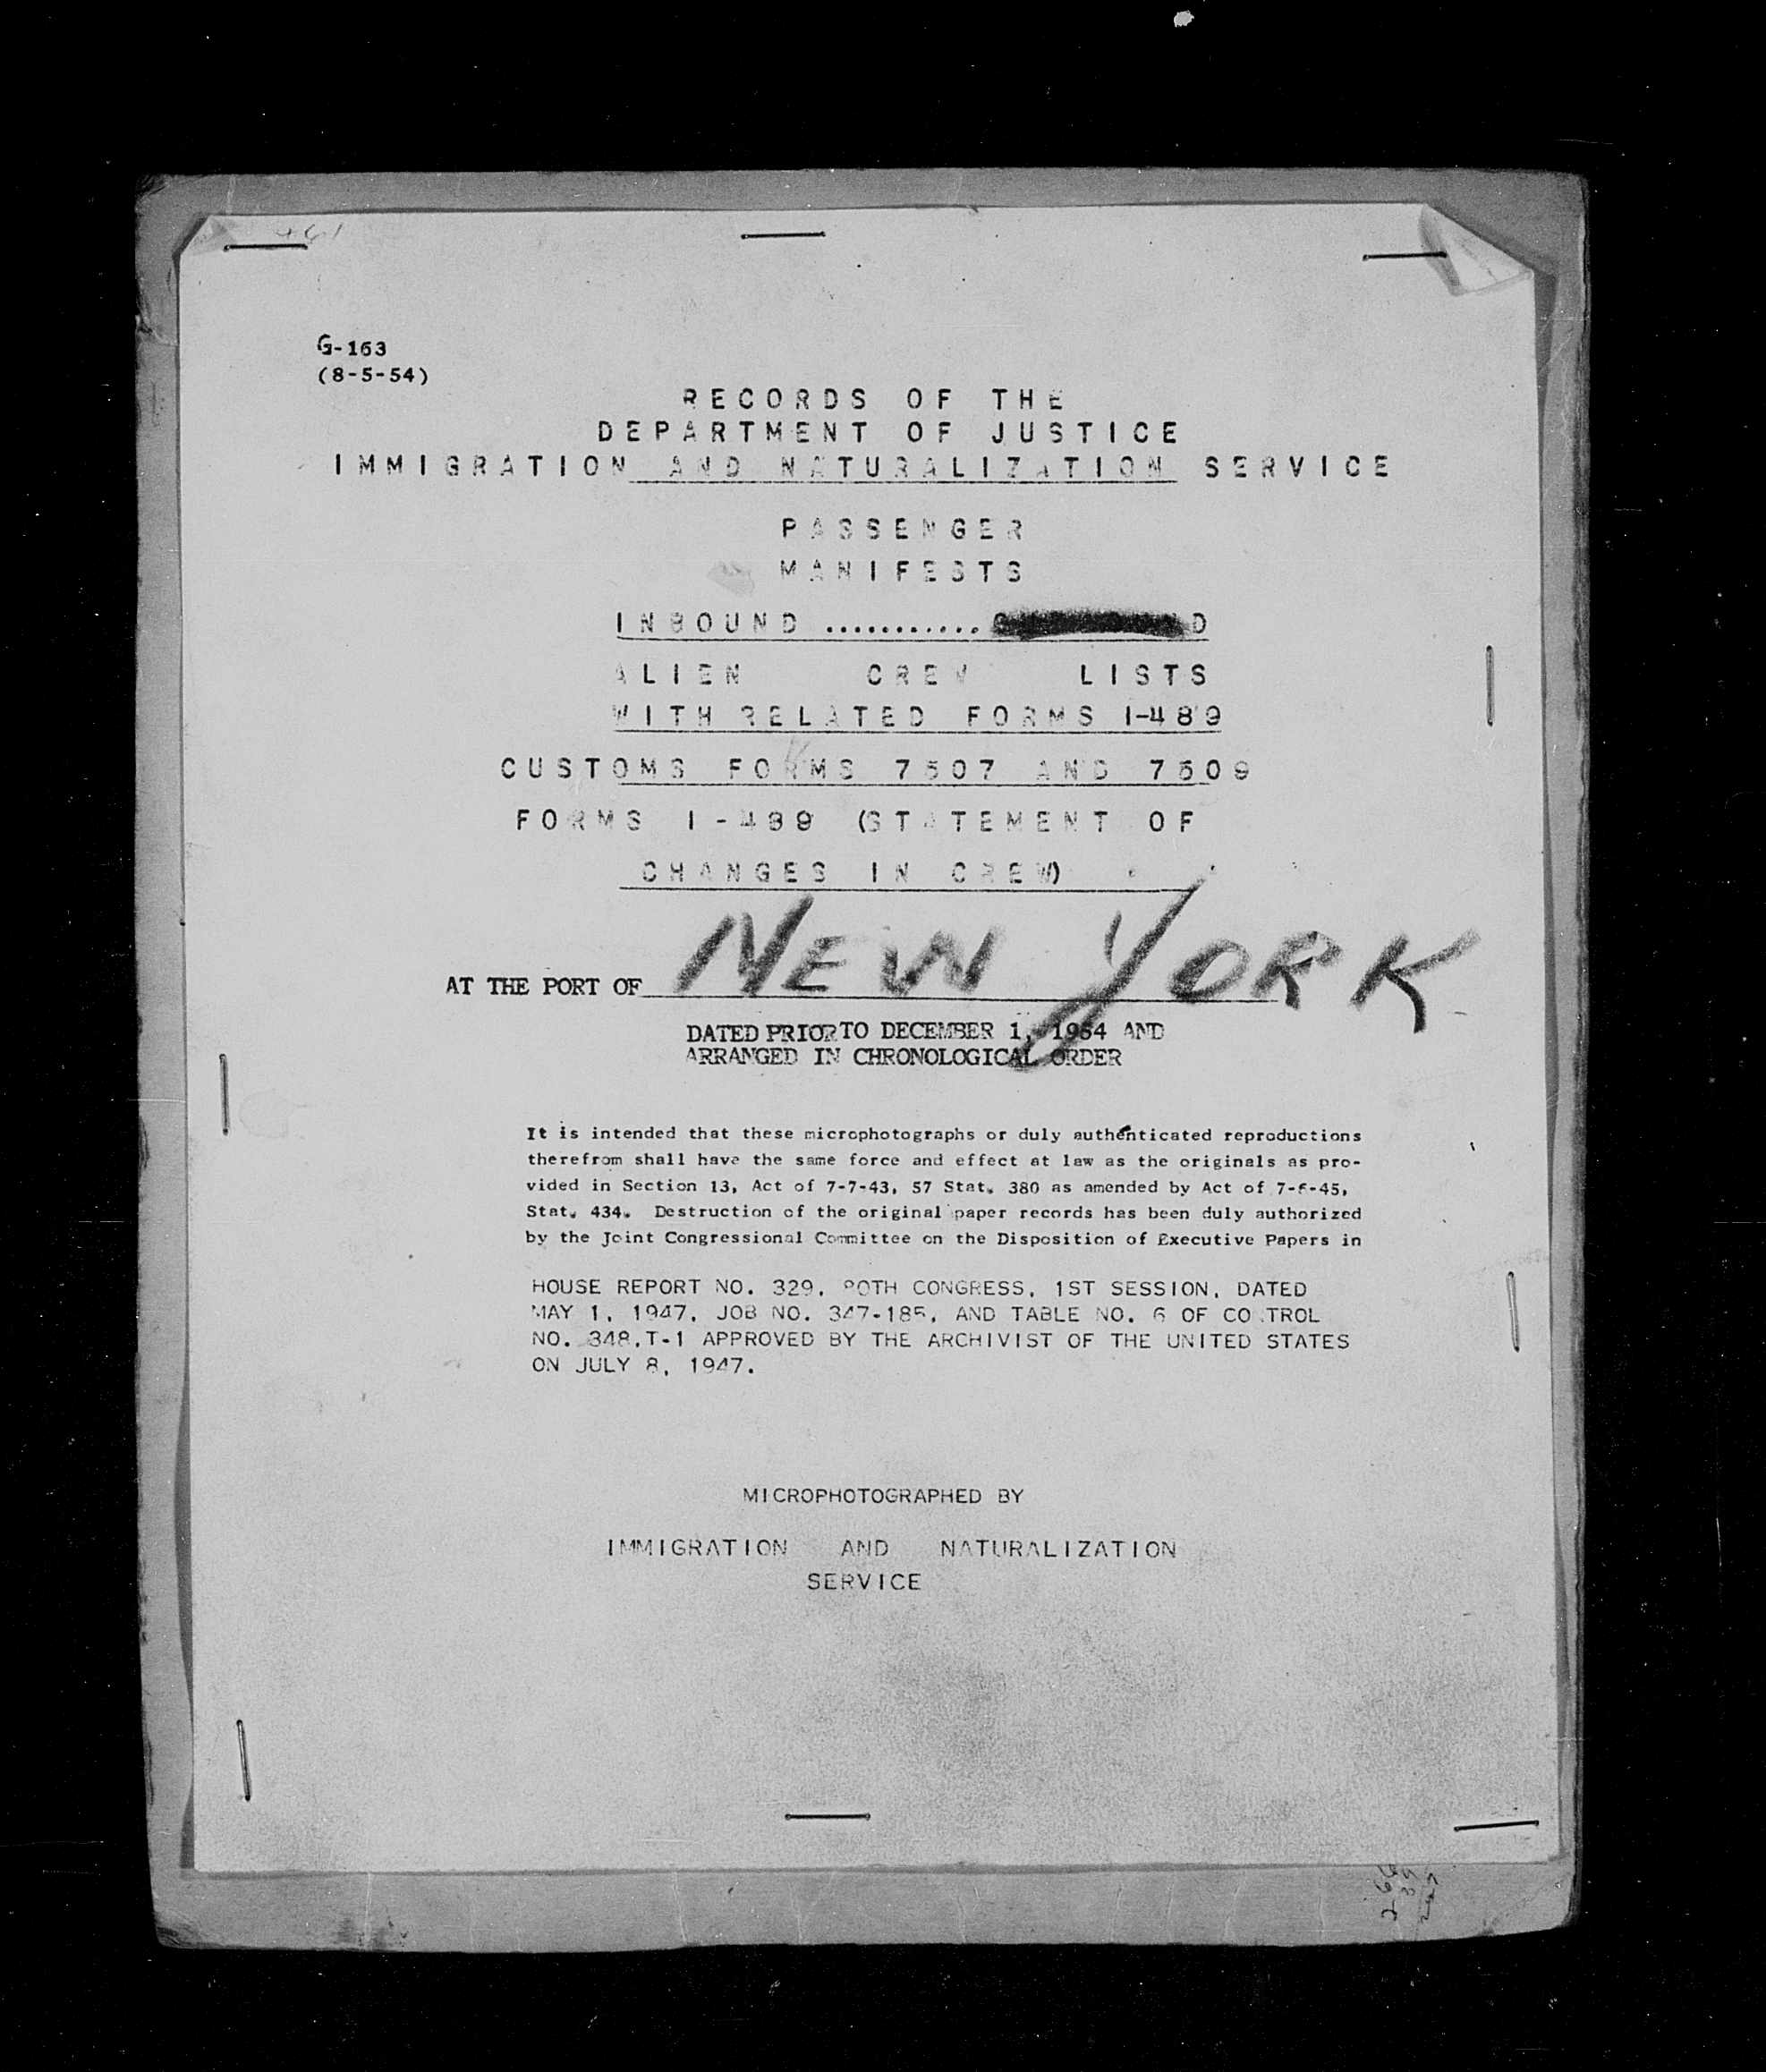 461
G-163
(8-5-54)
RECORDS OF THE
DEPARTMENT OF JUSTICE
IMMIGRATION AND NATURALIZATION SERVICE
PASSENGER
MANIFESTS
INBOUND ........... D
ALIEN CREW LISTS
WITH RELATED FORMS I-489
CUSTOMS FORMS 7507 AND 7509
FORMS I-489 (STATEMENT OF
CHANGES IN CREW)
AT THE PORT OF NEW YORK
DATED PRIOR TO DECEMBER 1, 1954 AND
ARRANGED IN CHRONOLOGICAL ORDER
It is intended that these microphotographs or duly authenticated reproductions
therefrom shall have the same force and effect at law as the originals as pro-
vided in Section 13, Act of 7-7-43, 57 Stat. 380 as amended by Act of
Stat. 434. Destruction of the original paper records has been duly authorized
by the Joint Congressional Committee on the Disposition of Executive Papers in
HOUSE REPORT NO. 329, 80TH CONGRESS, 1ST SESSION, DATED
MAY 1, 1947, JOB NO. 347-185, AND TABLE NO. 6 OF CO TROL
NO. 348,T-1 APPROVED BY THE ARCHIVIST OF THE UNITED STATES
ON JULY 8, 1947.
MICROPHOTOGRAPHED BY
IMMIGRATION AND NATURALIZATION
SERVICE